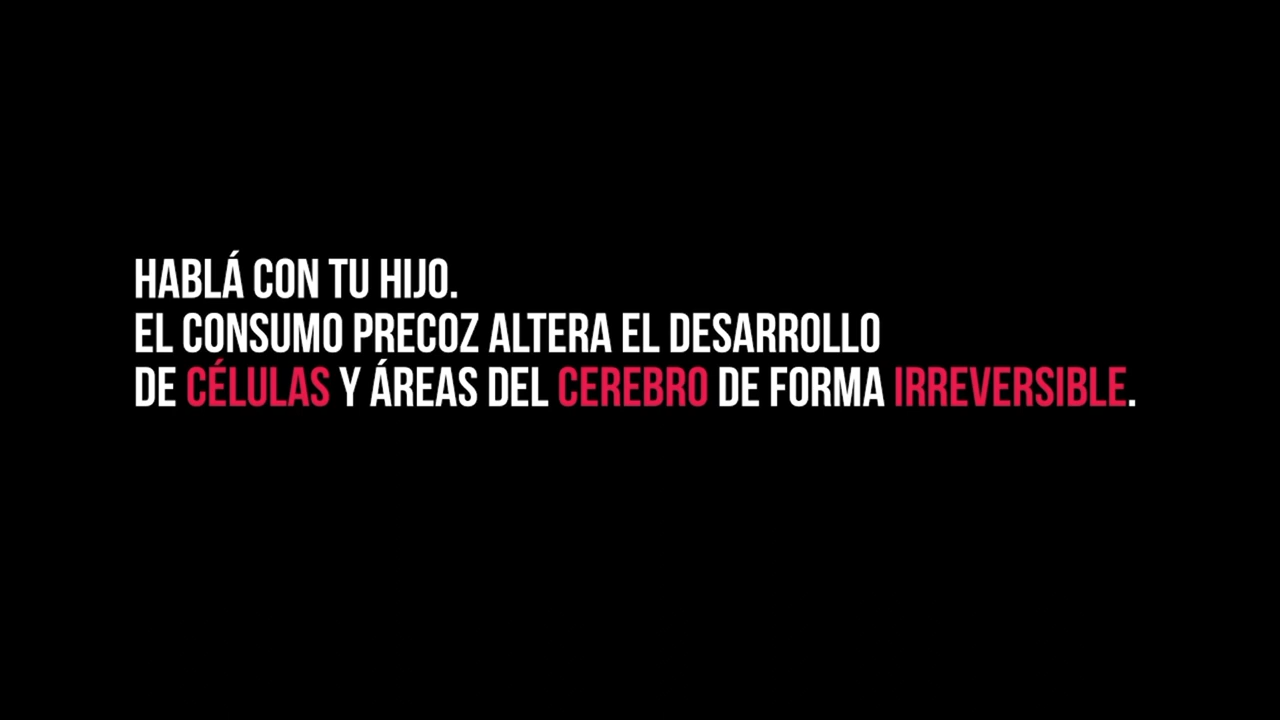 HABLÁ CON TU HIJO.
EL CONSUMO PRECOZ ALTERA EL DESARROLLO
DE CÉLULAS Y ÁREAS DEL CEREBRO DE FORMA IRREVERSIBLE.